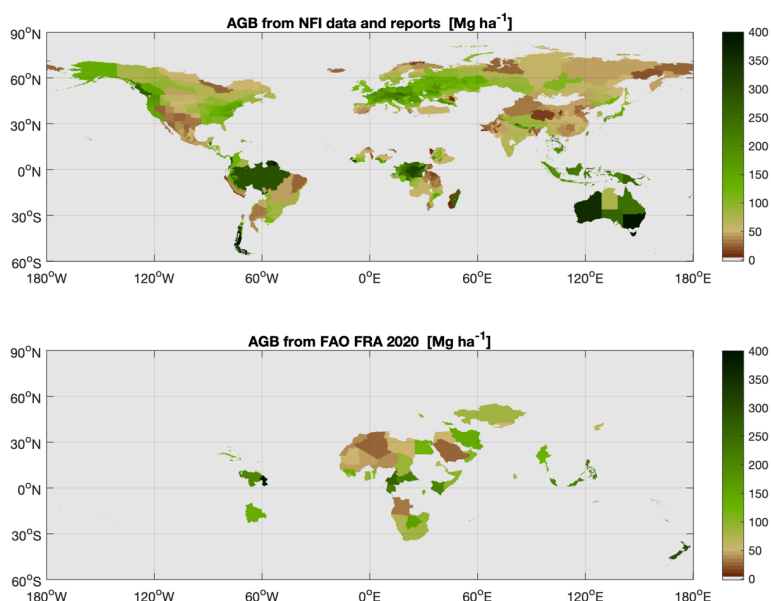 AGB from NFI data and reports [Mg ha⁻¹]
90°N
60°N
30°N
0°N
30°S
60°S
180°W
120°W
60°W
0°E
60°E
120°E
180°E
400
350
300
250
200
150
100
50
0
AGB from FAO FRA 2020 [Mg ha⁻¹]
90°N
60°N
30°N
0°N
30°S
60°S
180°W
120°W
60°W
0°E
60°E
120°E
180°E
400
350
300
250
200
150
100
50
0